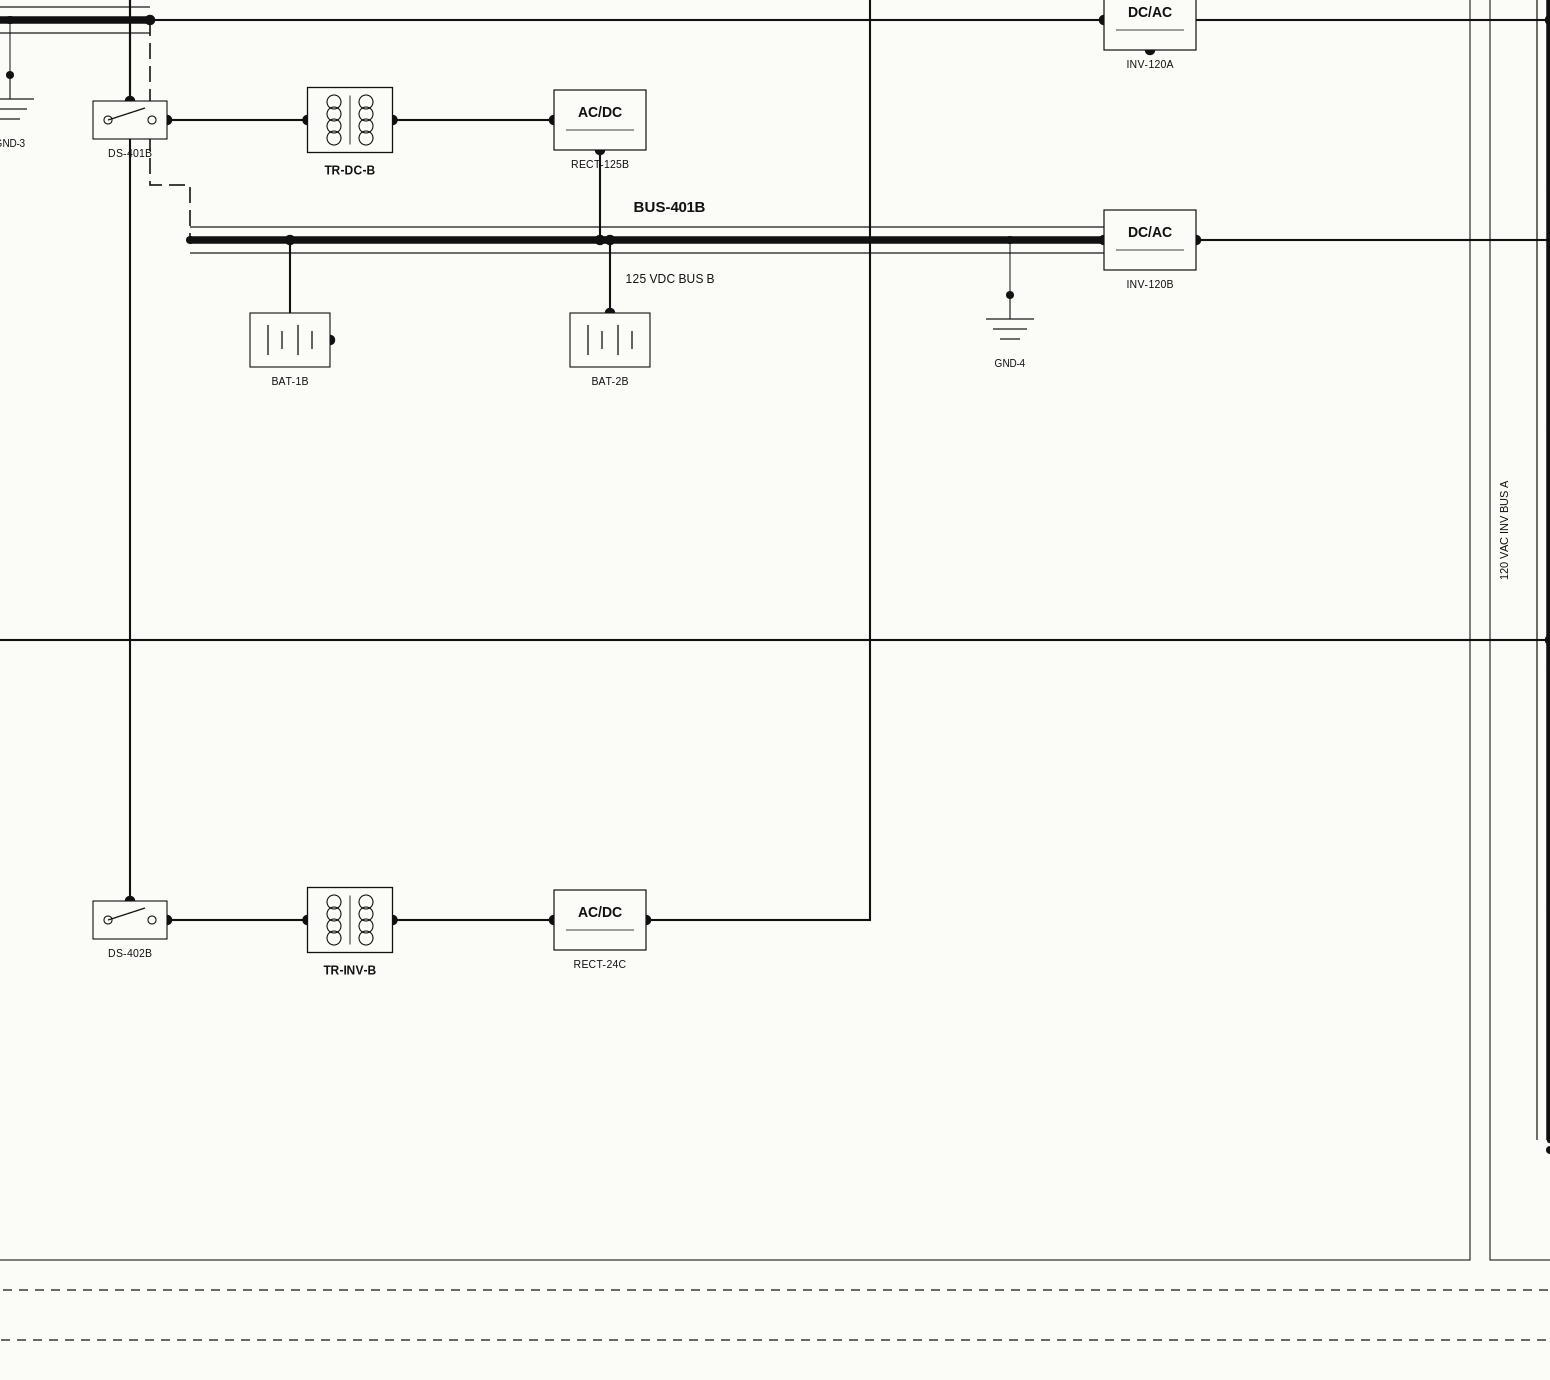 DC/AC
INV-120A
AC/DC
GND-3
DS-401B
RECT-125B
TR-DC-B
BUS-401B
DC/AC
125 VDC BUS B
INV-120B
GND-4
BAT-1B
BAT-2B
120 VAC INV BUS A
AC/DC
DS-402B
RECT-24C
TR-INV-B